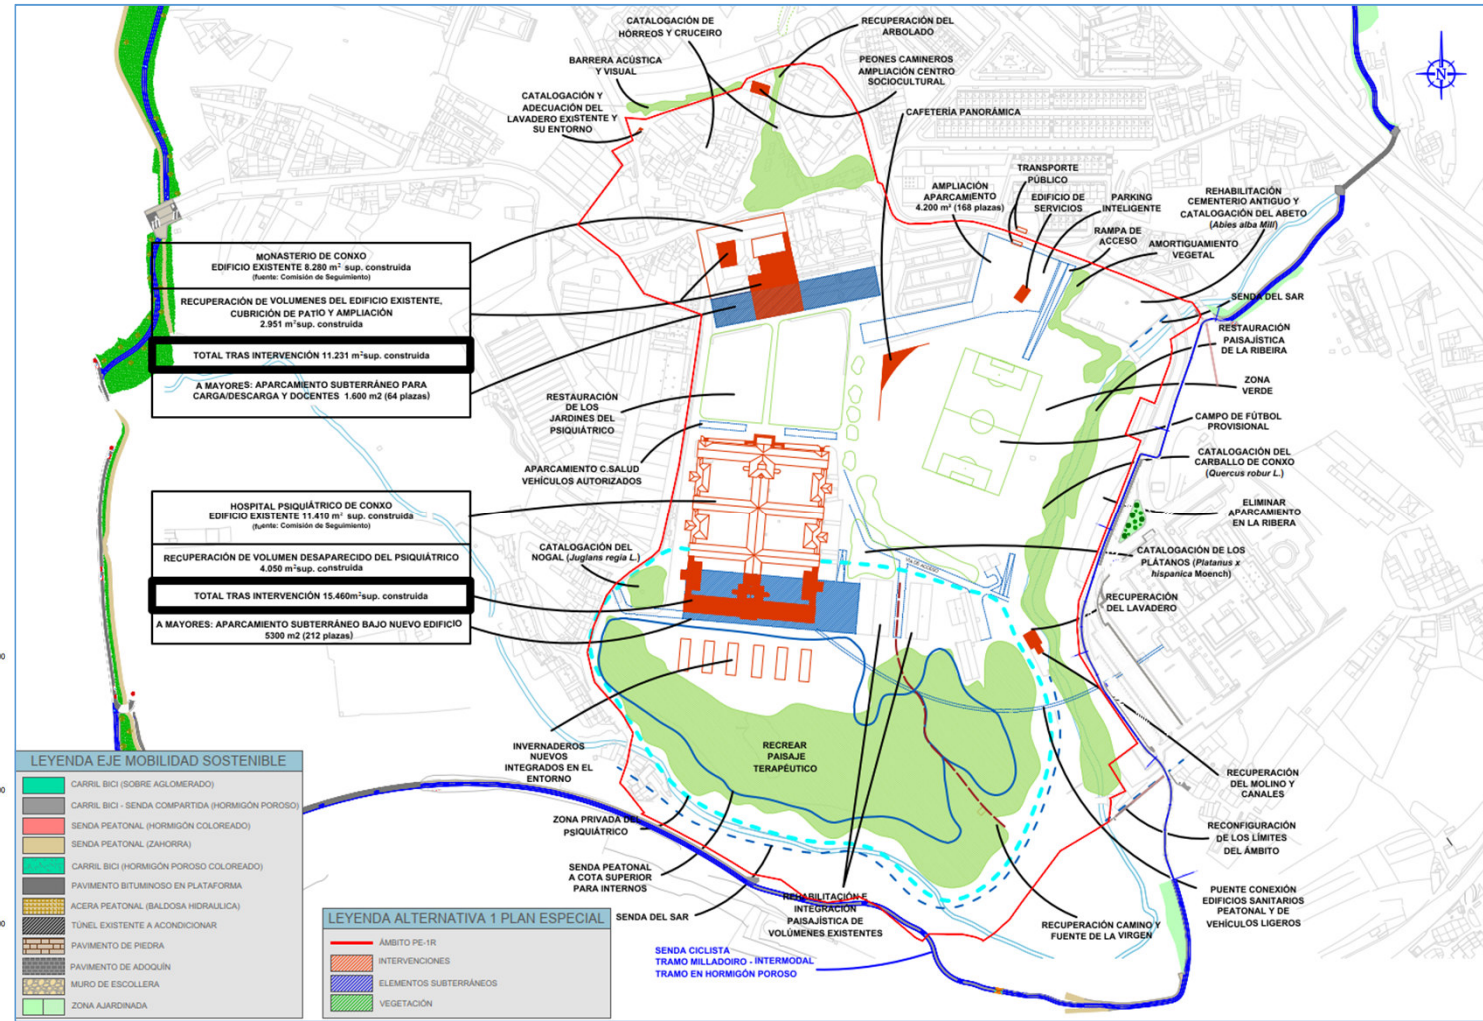 CATALOGACIÓN DE
HÓRREOS Y CRUCEIRO
RECUPERACIÓN DEL
ARBOLADO
BARRERA ACÚSTICA
Y VISUAL
PEONES CAMINEROS
AMPLIACIÓN CENTRO
SOCIOCULTURAL
CATALOGACIÓN Y
ADECUACIÓN DEL
LAVADERO EXISTENTE Y
SU ENTORNO
CAFETERÍA PANORÁMICA
N
TRANSPORTE
PÚBLICO
AMPLIACIÓN
APARCAMIENTO
4.200 m² (168 plazas)
EDIFICIO DE
SERVICIOS
PARKING
INTELIGENTE
REHABILITACIÓN
CEMENTERIO ANTIGUO Y
CATALOGACIÓN DEL ABETO
(Abies alba Mill)
RAMPA DE
ACCESO
AMORTIGUAMIENTO
VEGETAL
MONASTERIO DE CONXO
EDIFICIO EXISTENTE 8.280 m² sup. construida
(fuente: Comisión de Seguimiento)
RECUPERACIÓN DE VOLUMENES DEL EDIFICIO EXISTENTE,
CUBRICIÓN DE PATIO Y AMPLIACIÓN
2.951 m²sup. construida
TOTAL TRAS INTERVENCIÓN 11.231 m²sup. construida
A MAYORES: APARCAMIENTO SUBTERRÁNEO PARA
CARGA/DESCARGA Y DOCENTES 1.600 m2 (64 plazas)
SENDA DEL SAR
RESTAURACIÓN
PAISAJÍSTICA
DE LA RIBEIRA
ZONA
VERDE
RESTAURACIÓN
DE LOS
JARDINES DEL
PSIQUIÁTRICO
CAMPO DE FÚTBOL
PROVISIONAL
CATALOGACIÓN DEL
CARBALLO DE CONXO
(Quercus robur L.)
APARCAMIENTO C.SALUD
VEHÍCULOS AUTORIZADOS
ELIMINAR
APARCAMIENTO
EN LA RIBERA
HOSPITAL PSIQUIÁTRICO DE CONXO
EDIFICIO EXISTENTE 11.410 m² sup. construida
(fuente: Comisión de Seguimiento)
RECUPERACIÓN DE VOLUMEN DESAPARECIDO DEL PSIQUIÁTRICO
4.050 m²sup. construida
TOTAL TRAS INTERVENCIÓN 15.460m²sup. construida
A MAYORES: APARCAMIENTO SUBTERRÁNEO BAJO NUEVO EDIFICIO
5300 m2 (212 plazas)
CATALOGACIÓN DEL
NOGAL (Juglans regia L.)
CATALOGACIÓN DE LOS
PLÁTANOS (Platanus x
hispanica Moench)
RECUPERACIÓN
DEL LAVADERO
INVERNADEROS
NUEVOS
INTEGRADOS EN EL
ENTORNO
RECREAR
PAISAJE
TERAPÉUTICO
RECUPERACIÓN
DEL MOLINO Y
CANALES
ZONA PRIVADA DEL
PSIQUIÁTRICO
RECONFIGURACIÓN
DE LOS LÍMITES
DEL ÁMBITO
SENDA PEATONAL
A COTA SUPERIOR
PARA INTERNOS
SENDA DEL SAR
REHABILITACIÓN E
INTEGRACIÓN
PAISAJÍSTICA DE
VOLÚMENES EXISTENTES
RECUPERACIÓN CAMINO Y
FUENTE DE LA VIRGEN
PUENTE CONEXIÓN
EDIFICIOS SANITARIOS
PEATONAL Y DE
VEHÍCULOS LIGEROS
SENDA CICLISTA
TRAMO MILLADOIRO - INTERMODAL
TRAMO EN HORMIGÓN POROSO
LEYENDA EJE MOBILIDAD SOSTENIBLE
CARRIL BICI (SOBRE AGLOMERADO)
CARRIL BICI - SENDA COMPARTIDA (HORMIGÓN POROSO)
SENDA PEATONAL (HORMIGÓN COLOREADO)
SENDA PEATONAL (ZAHORRA)
CARRIL BICI (HORMIGÓN POROSO COLOREADO)
PAVIMENTO BITUMINOSO EN PLATAFORMA
ACERA PEATONAL (BALDOSA HIDRAULICA)
TÚNEL EXISTENTE A ACONDICIONAR
PAVIMENTO DE PIEDRA
PAVIMENTO DE ADOQUÍN
MURO DE ESCOLLERA
ZONA AJARDINADA
LEYENDA ALTERNATIVA 1 PLAN ESPECIAL
ÁMBITO PE-1R
INTERVENCIONES
ELEMENTOS SUBTERRÁNEOS
VEGETACIÓN